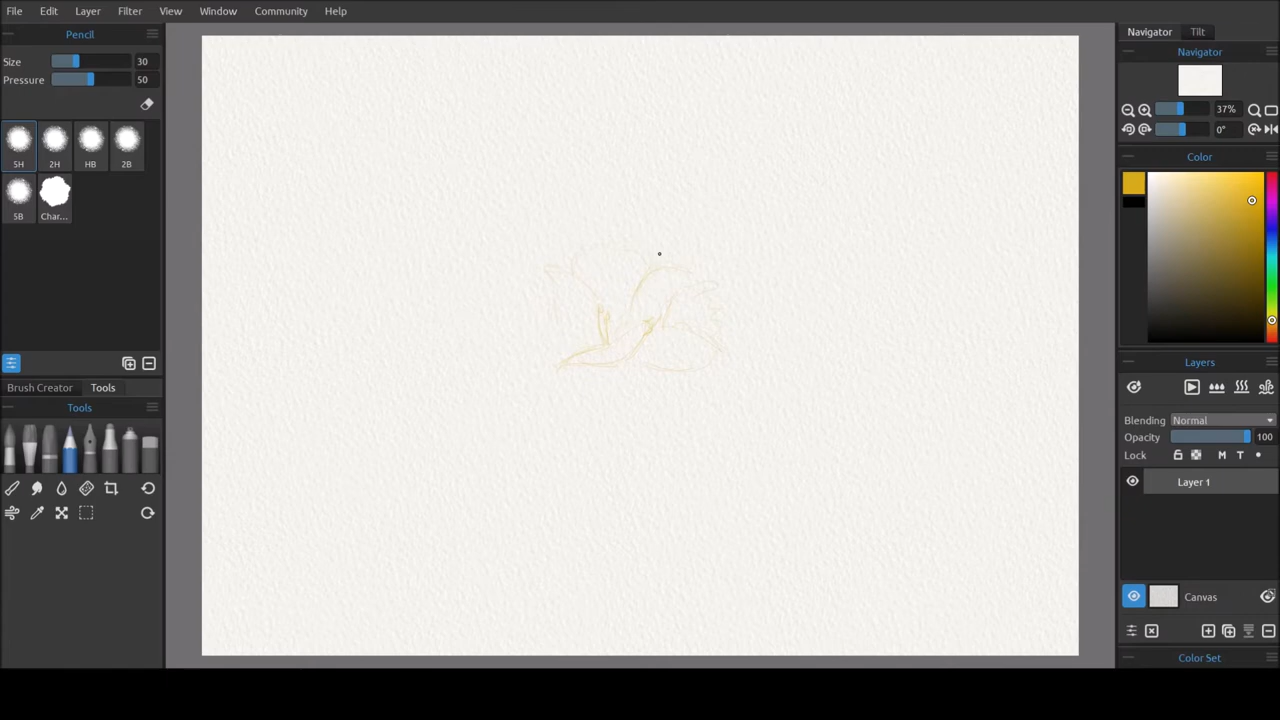 File Edit Layer Filter View Window Community Help
Pencil
Size 30
Pressure 50
5H 2H HB 2B
5B Char...
Brush Creator Tools
Tools
Navigator Tilt
Navigator
37%
0°
Color
Layers
Blending Normal
Opacity 100
Lock M T
Layer 1
Canvas
Color Set